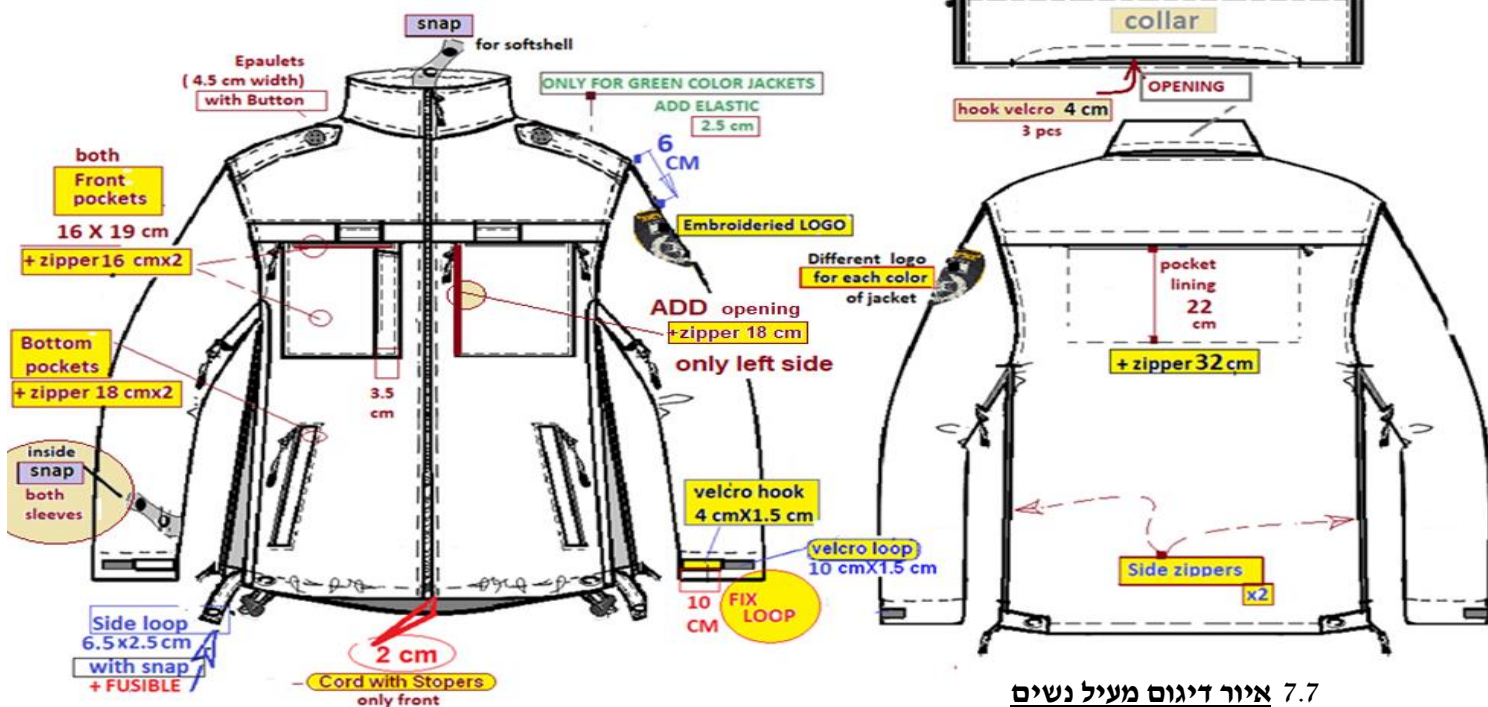 snap
for softshell
Epaulets
( 4.5 cm width)
with Button
ONLY FOR GREEN COLOR JACKETS
ADD ELASTIC
2.5 cm
6
CM
both
Front
pockets
16 X 19 cm
+ zipper 16 cmx2
Embroideried LOGO
ADD opening
+zipper 18 cm
only left side
Bottom
pockets
+ zipper 18 cmx2
3.5
cm
inside
snap
both
sleeves
velcro hook
4 cmX1.5 cm
velcro loop
10 cmX1.5 cm
10
CM
FIX
LOOP
Side loop
6.5x2.5cm
with snap
+ FUSIBLE
2 cm
Cord with Stopers
only front
collar
OPENING
hook velcro 4 cm
3 pcs
Different logo
for each color
of jacket
pocket
lining
22
cm
+ zipper 32 cm
Side zippers
x2
7.7 איור דיגום מעיל נשים